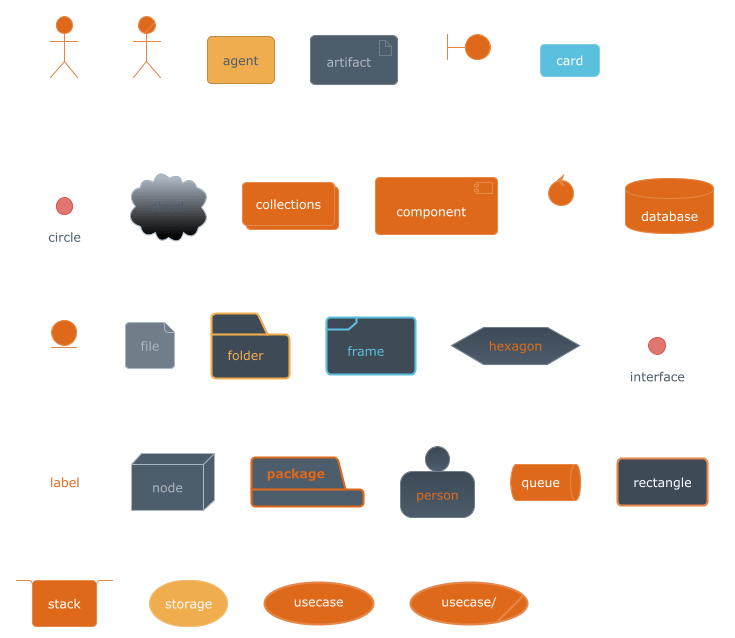 agent
artifact
card
circle
cloud
collections
component
database
file
folder
frame
hexagon
interface
label
node
package
person
queue
rectangle
stack
storage
usecase
usecase/